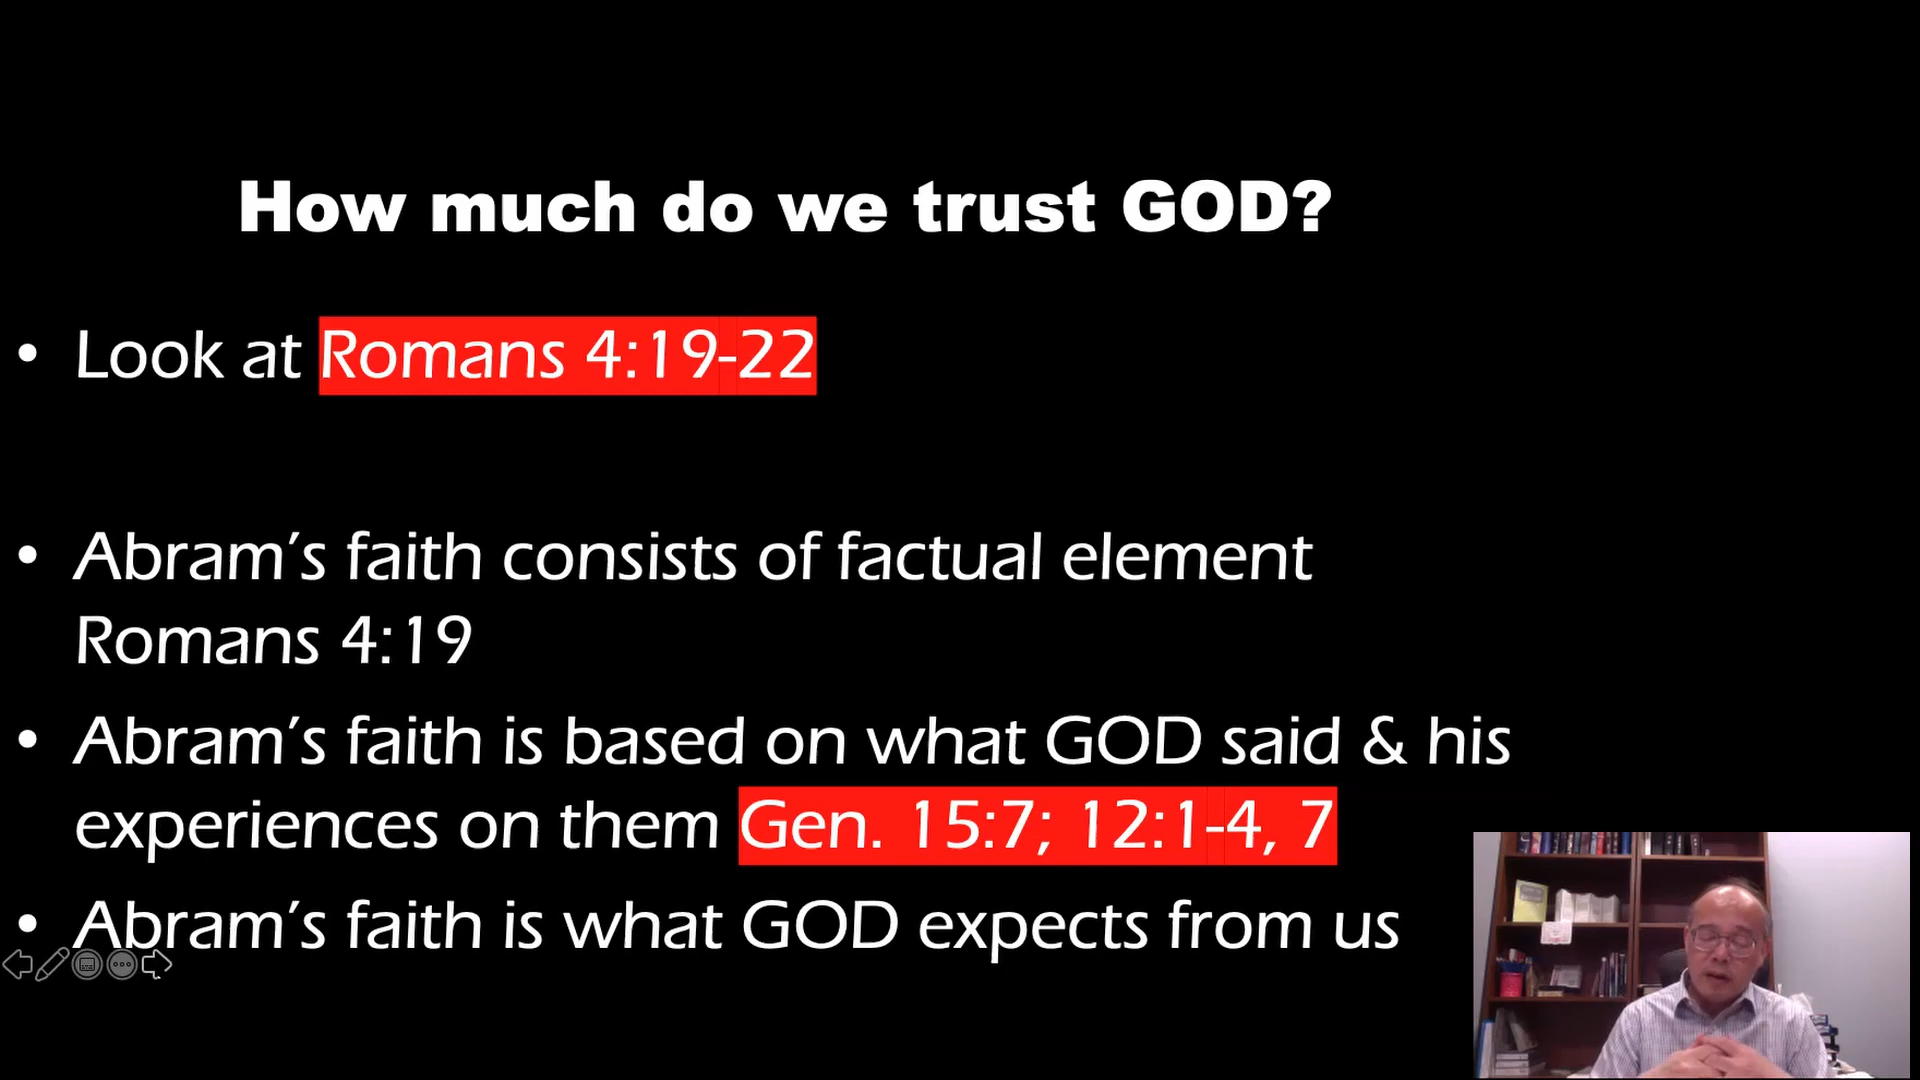 How much do we trust GOD?
• Look at Romans 4:19-22
• Abram’s faith consists of factual element
Romans 4:19
• Abram’s faith is based on what GOD said & his
experiences on them Gen. 15:7; 12:1-4, 7
• Abram’s faith is what GOD expects from us